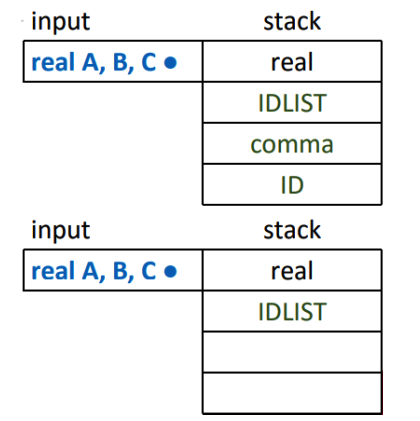 input stack
real A, B, C ● real
IDLIST
comma
ID
input stack
real A, B, C ● real
IDLIST